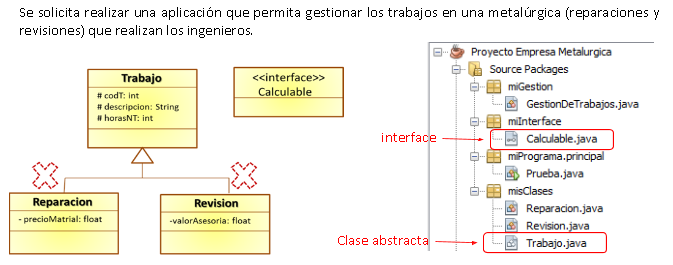 Se solicita realizar una aplicación que permita gestionar los trabajos en una metalúrgica (reparaciones y
revisiones) que realizan los ingenieros.
Trabajo
# codT: int
# descripcion: String
# horasNT: int
<<interface>>
Calculable
Reparacion
- precioMatrial: float
Revision
-valorAsesoria: float
Proyecto Empresa Metalurgica
Source Packages
miGestion
GestionDeTrabajos.java
miInterface
interface
Calculable.java
miPrograma.principal
Prueba.java
misClases
Reparacion.java
Revision.java
Clase abstracta
Trabajo.java